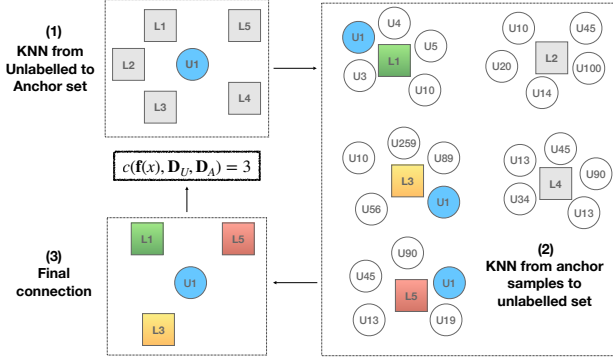 (1)
KNN from
Unlabelled to
Anchor set
L1
L5
L2
U1
L3
L4
c(f(x), D_U, D_A) = 3
(3)
Final
connection
L1
L5
U1
L3
U4
U1
U5
L1
U3
U10
U10
U45
L2
U20
U100
U14
U259
U10
U89
L3
U56
U1
U45
U13
U90
L4
U34
U13
U90
U45
U1
L5
U13
U19
(2)
KNN from anchor
samples to
unlabelled set